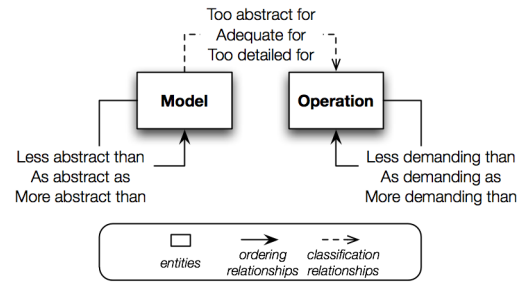 Too abstract for
Adequate for
Too detailed for
Model
Operation
Less abstract than
As abstract as
More abstract than
Less demanding than
As demanding as
More demanding than
entities
ordering
relationships
classification
relationships